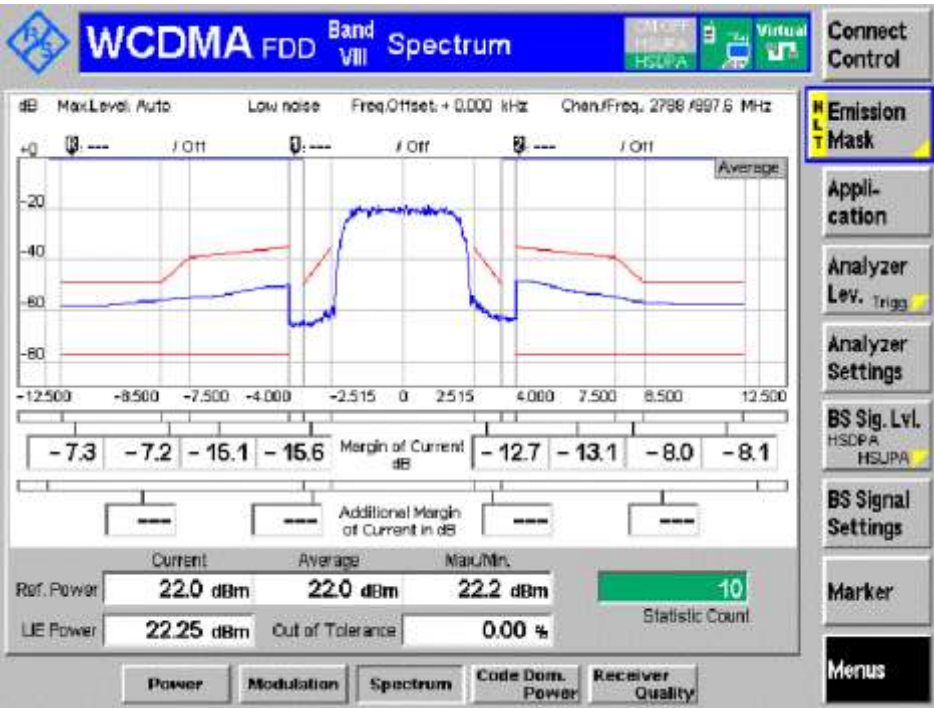 WCDMA FDD Band VIII Spectrum
HSDPA
Virtual
Connect Control
dB Max.Level: Auto Low noise Freq.Offset: + 0.000 kHz Chan./Freq. 2788 /897.6 MHz
HLT
Emission Mask
R: --- / Off 1: --- / Off 2: --- / Off
+0
Average
-20
-40
-60
-80
-12.500 -8.500 -7.500 -4.000 -2.515 0 2.515 4.000 7.500 8.500 12.500
Appli-
cation
Analyzer
Lev. Trigg.
Analyzer
Settings
BS Sig. Lvl.
HSDPA
HSUPA
BS Signal
Settings
Marker
Menus
-7.3 -7.2 -15.1 -15.6 Margin of Current dB -12.7 -13.1 -8.0 -8.1
--- --- Additional Margin of Current in dB --- ---
Current Average Max./Min.
Ref. Power 22.0 dBm 22.0 dBm 22.2 dBm 10
Statistic Count
UE Power 22.25 dBm Out of Tolerance 0.00 %
Power Modulation Spectrum Code Dom. Power Receiver Quality